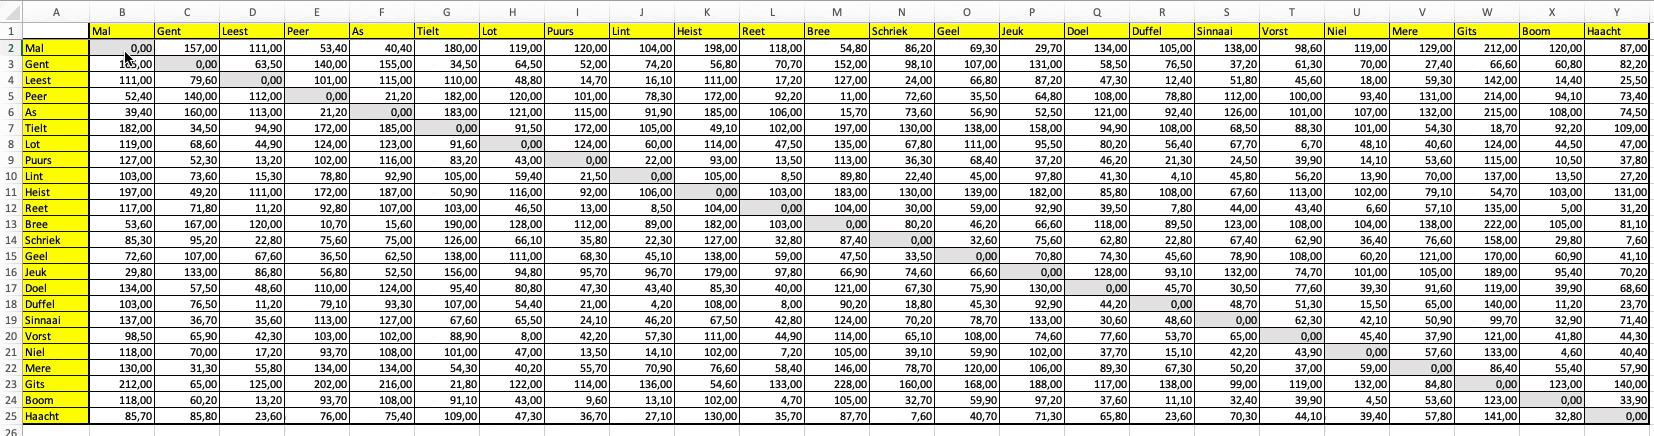 A B C D E F G H I J K L M N O P Q R S T U V W X Y
1 Mal Gent Leest Peer As Tielt Lot Puurs Lint Heist Reet Bree Schriek Geel Jeuk Doel Duffel Sinnaai Vorst Niel Mere Gits Boom Haacht
2 Mal 0,00 157,00 111,00 53,40 40,40 180,00 119,00 120,00 104,00 198,00 118,00 54,80 86,20 69,30 29,70 134,00 105,00 138,00 98,60 119,00 129,00 212,00 120,00 87,00
3 Gent 0,00 63,50 140,00 155,00 34,50 64,50 52,00 74,20 56,80 70,70 152,00 98,10 107,00 131,00 58,50 76,50 37,20 61,30 70,00 27,40 66,60 60,80 82,20
4 Leest 111,00 79,60 0,00 101,00 115,00 110,00 48,80 14,70 16,10 111,00 17,20 127,00 24,00 66,80 87,20 47,30 12,40 51,80 45,60 18,00 59,30 142,00 14,40 25,50
5 Peer 52,40 140,00 112,00 0,00 21,20 182,00 120,00 101,00 78,30 172,00 92,20 11,00 72,60 35,50 64,80 108,00 78,80 126,00 100,00 93,40 131,00 214,00 94,10 73,40
6 As 39,40 160,00 113,00 21,20 0,00 183,00 121,00 115,00 91,90 185,00 106,00 15,70 73,60 56,90 52,50 121,00 92,40 126,00 101,00 107,00 132,00 215,00 108,00 74,50
7 Tielt 182,00 34,50 94,90 172,00 185,00 0,00 91,50 172,00 105,00 49,10 102,00 197,00 130,00 138,00 158,00 94,90 108,00 68,50 88,30 101,00 54,30 18,70 92,20 109,00
8 Lot 119,00 68,60 44,90 124,00 123,00 91,60 0,00 124,00 60,00 114,00 47,50 135,00 67,80 111,00 95,50 80,20 56,40 67,70 6,70 48,10 40,60 124,00 44,50 47,00
9 Puurs 127,00 52,30 13,20 102,00 116,00 83,20 43,00 0,00 22,00 93,00 13,50 113,00 36,30 68,40 37,20 46,20 21,30 24,50 39,90 14,10 53,60 115,00 10,50 37,80
10 Lint 103,00 73,60 15,30 78,80 92,90 105,00 59,40 21,50 0,00 105,00 8,50 89,80 22,40 45,00 97,80 41,30 4,10 45,80 56,20 13,90 70,00 137,00 13,50 27,20
11 Heist 197,00 49,20 111,00 172,00 187,00 50,90 116,00 92,00 106,00 0,00 103,00 183,00 130,00 139,00 182,00 85,80 108,00 67,60 113,00 102,00 79,10 54,70 103,00 131,00
12 Reet 117,00 71,80 11,20 92,80 107,00 103,00 46,50 13,00 8,50 104,00 0,00 104,00 30,00 59,00 92,90 39,50 7,80 44,00 43,40 6,60 57,10 135,00 5,00 31,20
13 Bree 53,60 167,00 120,00 10,70 15,60 190,00 128,00 112,00 89,00 182,00 103,00 0,00 80,20 46,20 66,60 118,00 89,50 123,00 108,00 104,00 138,00 222,00 105,00 81,10
14 Schriek 85,30 95,20 22,80 75,60 75,00 126,00 66,10 35,80 22,30 127,00 32,80 87,40 0,00 32,60 75,60 62,80 22,80 67,40 62,90 36,40 76,60 158,00 29,80 7,60
15 Geel 72,60 107,00 67,60 36,50 62,50 138,00 111,00 68,30 45,10 138,00 59,00 47,50 33,50 0,00 70,80 74,30 45,60 78,90 108,00 60,20 121,00 170,00 60,90 41,10
16 Jeuk 29,80 133,00 86,80 56,80 52,50 156,00 94,80 95,70 96,70 179,00 97,80 66,90 74,60 66,60 0,00 128,00 93,10 132,00 74,70 101,00 105,00 189,00 95,40 70,20
17 Doel 134,00 57,50 48,60 110,00 124,00 95,40 80,80 47,30 43,40 85,30 40,00 121,00 67,30 75,90 130,00 0,00 45,70 30,50 77,60 39,30 91,60 119,00 39,90 68,60
18 Duffel 103,00 76,50 11,20 79,10 93,30 107,00 54,40 21,00 4,20 108,00 8,00 90,20 18,80 45,30 92,90 44,20 0,00 48,70 51,30 15,50 65,00 140,00 11,20 23,70
19 Sinnaai 137,00 36,70 35,60 113,00 127,00 67,60 65,50 24,10 46,20 67,50 42,80 124,00 70,20 78,70 133,00 30,60 48,60 0,00 62,30 42,10 50,90 99,70 32,90 71,40
20 Vorst 98,50 65,90 42,30 103,00 102,00 88,90 8,00 42,20 57,30 111,00 44,90 114,00 65,10 108,00 74,60 77,60 53,70 65,00 0,00 45,40 37,90 121,00 41,80 44,30
21 Niel 118,00 70,00 17,20 93,70 108,00 101,00 47,00 13,50 14,10 102,00 7,20 105,00 39,10 59,90 102,00 37,70 15,10 42,20 43,90 0,00 57,60 133,00 4,60 40,40
22 Mere 130,00 31,30 55,80 134,00 134,00 54,30 40,20 55,70 70,90 76,60 58,40 146,00 78,70 120,00 106,00 89,30 67,30 50,20 37,00 59,00 0,00 86,40 55,40 57,90
23 Gits 212,00 65,00 125,00 202,00 216,00 21,80 122,00 114,00 136,00 54,60 133,00 228,00 160,00 168,00 188,00 117,00 138,00 99,00 119,00 132,00 84,80 0,00 123,00 140,00
24 Boom 118,00 60,20 13,20 93,70 108,00 91,10 43,00 9,60 13,10 102,00 4,70 105,00 32,70 59,90 97,20 37,60 11,10 32,40 39,90 4,50 53,60 123,00 0,00 33,90
25 Haacht 85,70 85,80 23,60 76,00 75,40 109,00 47,30 36,70 27,10 130,00 35,70 87,70 7,60 40,70 71,30 65,80 23,60 70,30 44,10 39,40 57,80 141,00 32,80 0,00
26